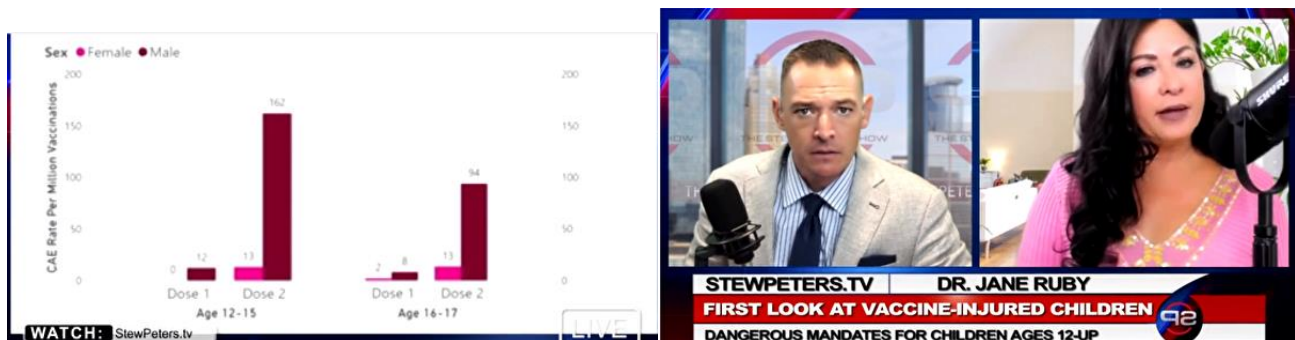 Sex Female Male
200
200
162
150
150
CAE Rate Per Million Vaccinations
100
94
100
50
50
0
12
13
2
8
13
0
0
Dose 1 Dose 2 Dose 1 Dose 2
Age 12-15 Age 16-17
WATCH: StewPeters.tv
LIVE
SHURE
STEWPETERS.TV DR. JANE RUBY
FIRST LOOK AT VACCINE-INJURED CHILDREN
SP
DANGEROUS MANDATES FOR CHILDREN AGES 12-UP